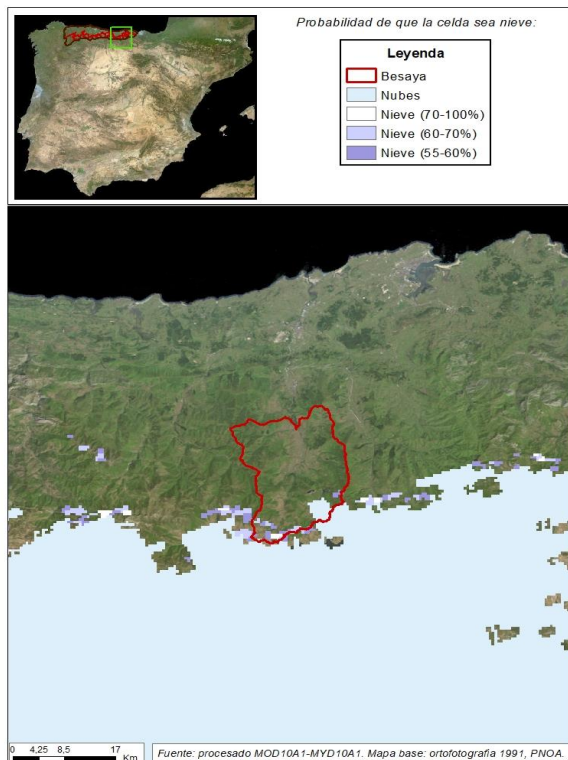 Probabilidad de que la celda sea nieve:
Leyenda
Besaya
Nubes
Nieve (70-100%)
Nieve (60-70%)
Nieve (55-60%)
0 4,25 8,5 17
Km
Fuente: procesado MOD10A1-MYD10A1. Mapa base: ortofotografía 1991, PNOA.